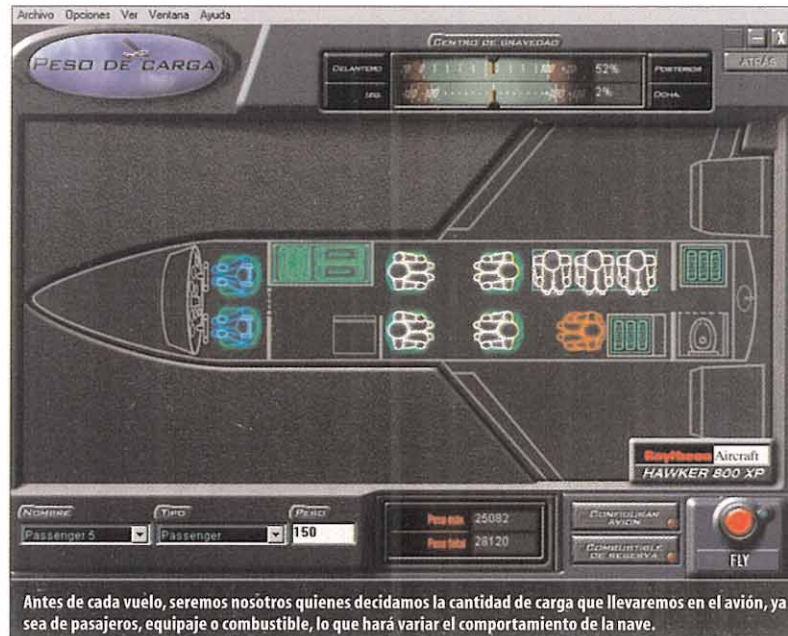 Archivo Opciones Ver Ventana Ayuda
PESO DE CARGA
CENTRO DE GRAVEDAD
DELANTERO
52%
POSTERIOR
IZQ.
2%
DCHA.
ATRÁS
Raytheon Aircraft
HAWKER 800 XP
NOMBRE
TIPO
PESO
Passenger 5
Passenger
150
Peso máx 25082
Peso total 28120
CONFIGURAR
AVION
COMBUSTIBLE
DE RESERVA
FLY
Antes de cada vuelo, seremos nosotros quienes decidamos la cantidad de carga que llevaremos en el avión, ya
sea de pasajeros, equipaje o combustible, lo que hará variar el comportamiento de la nave.